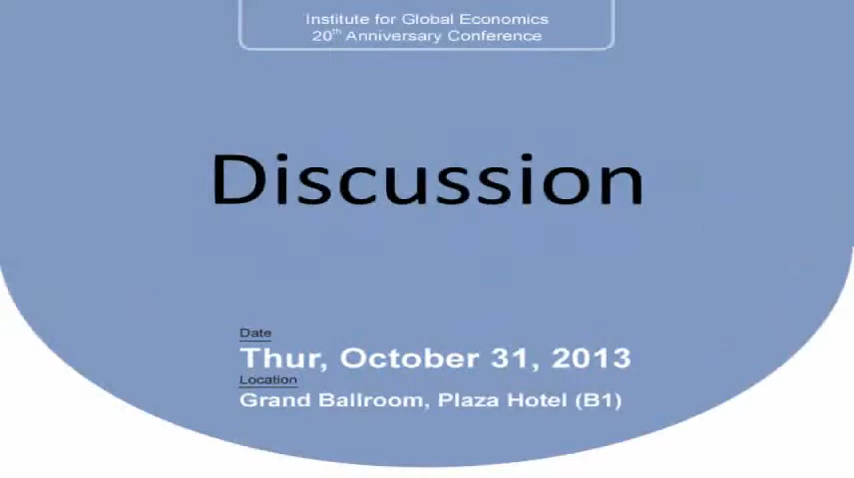 Institute for Global Economics
20th Anniversary Conference
Discussion
Date
Thur, October 31, 2013
Location
Grand Ballroom, Plaza Hotel (B1)